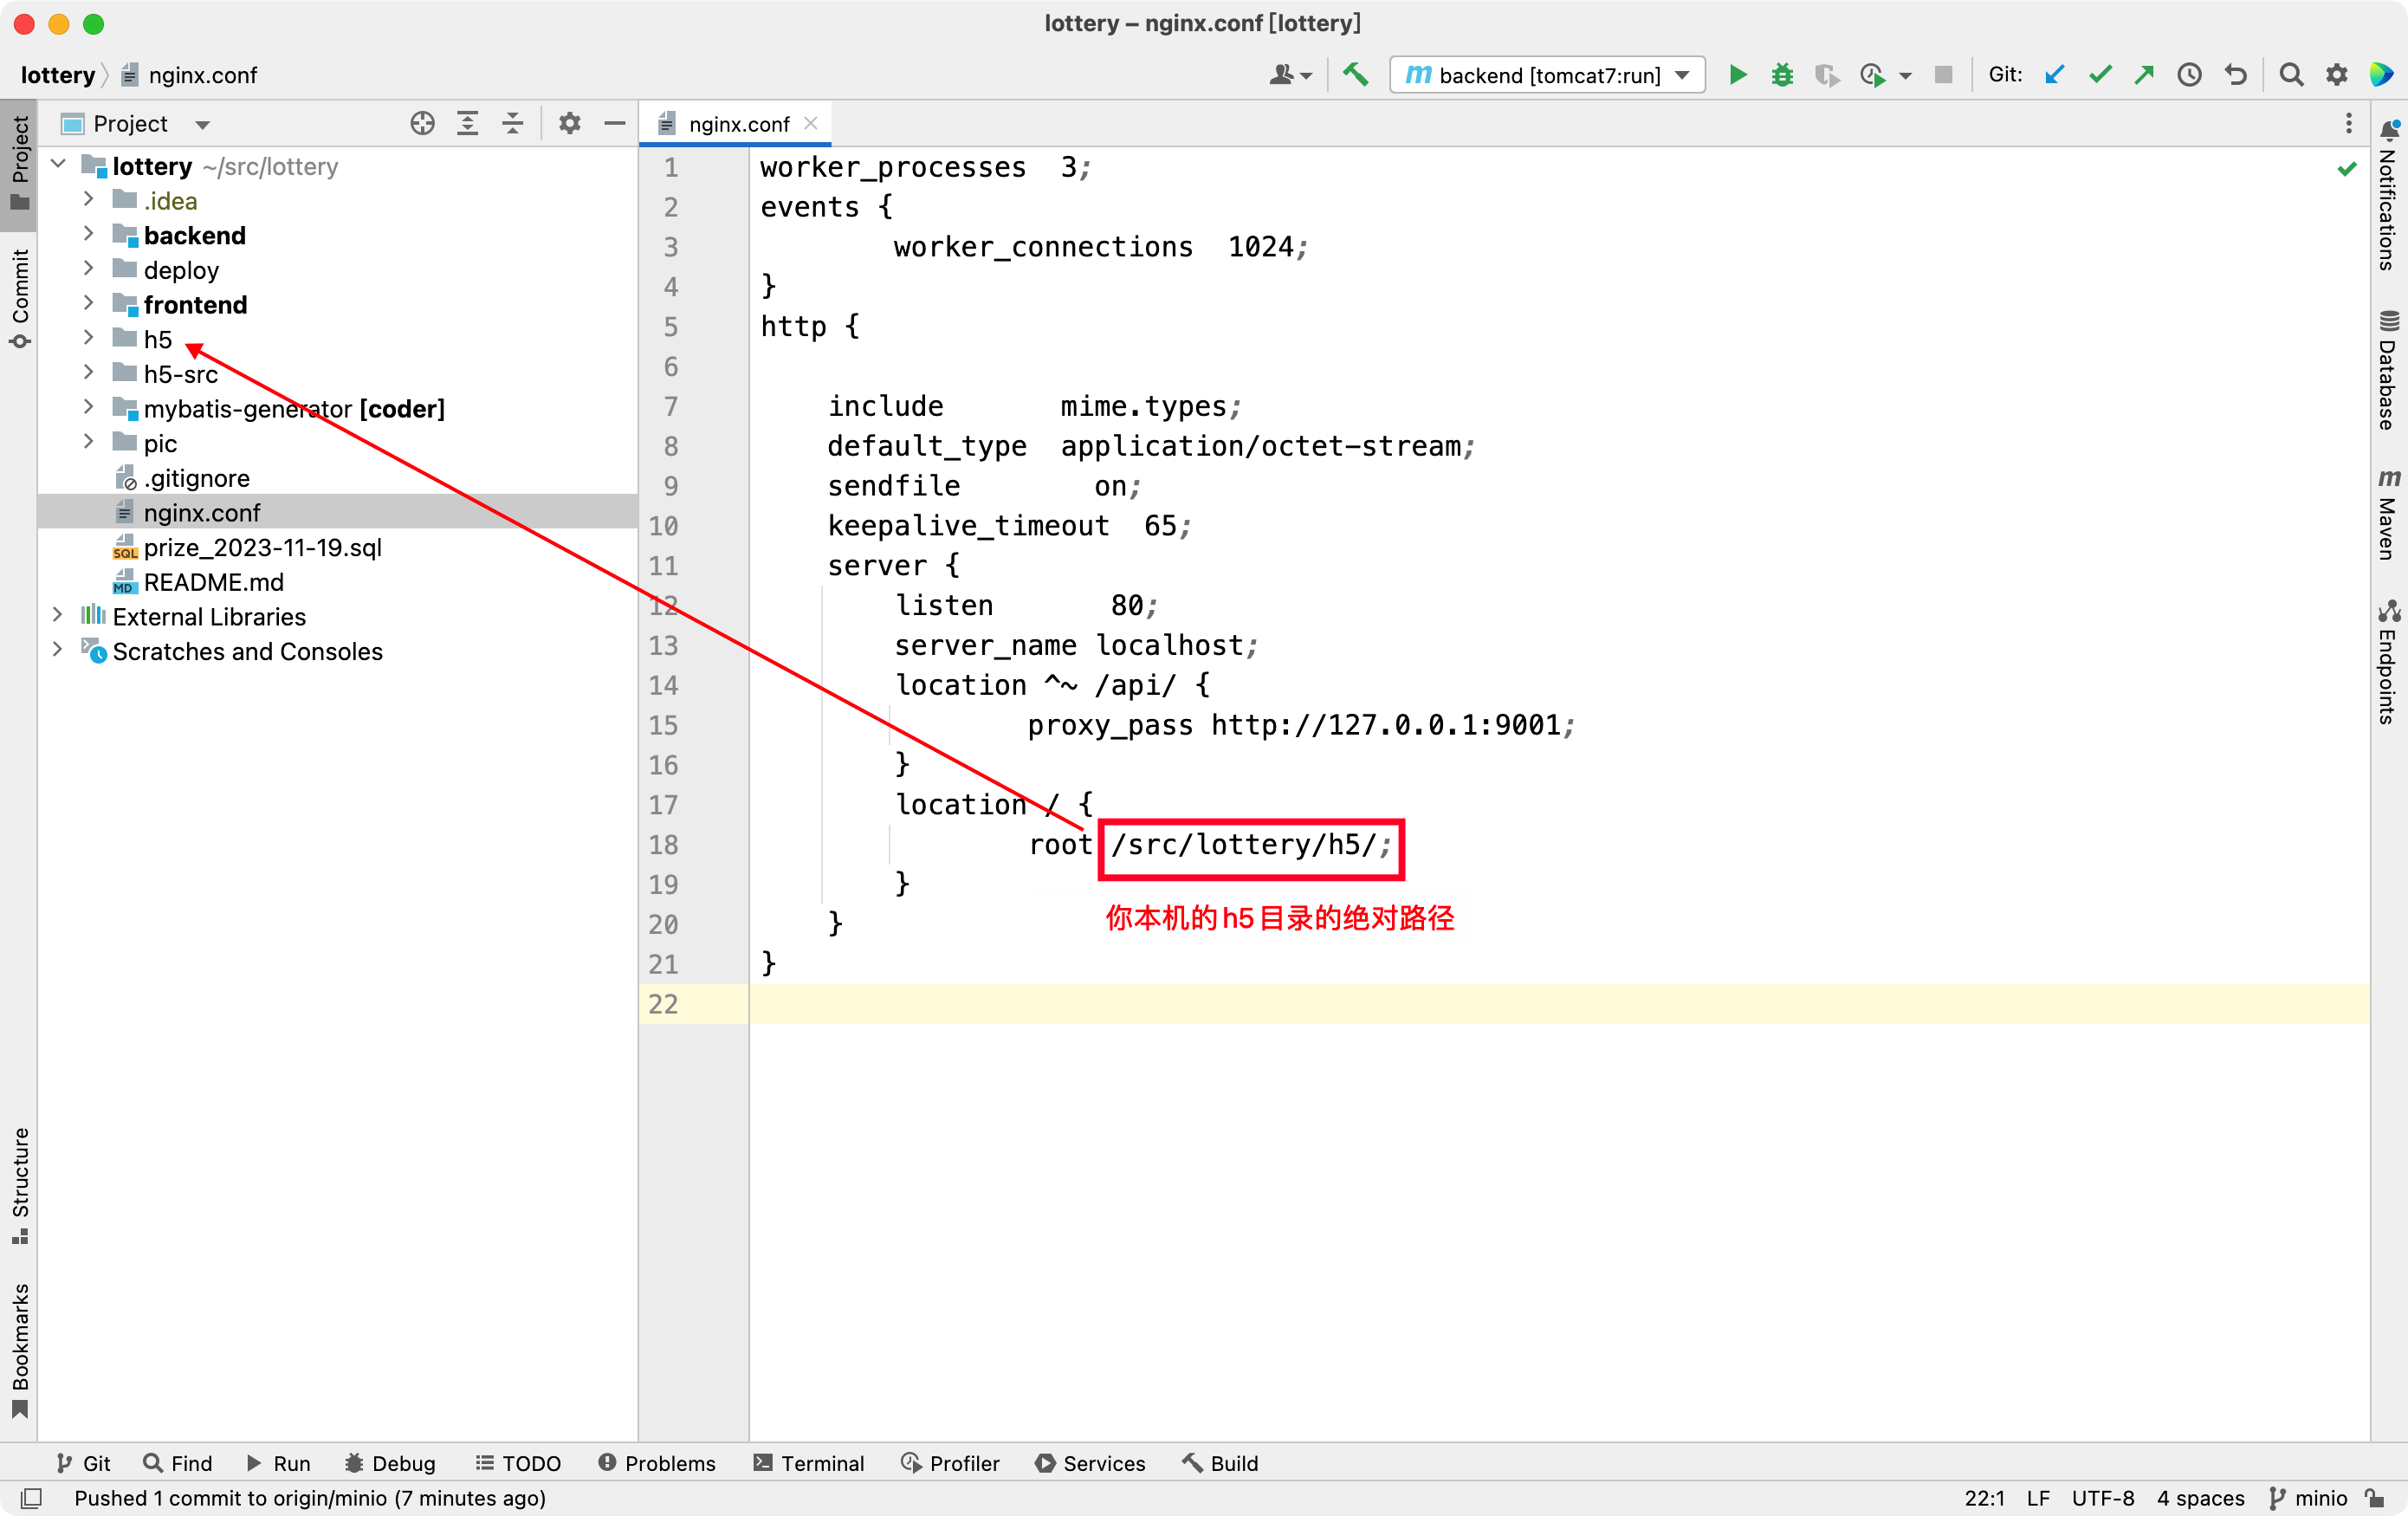 lottery – nginx.conf [lottery]
lottery
nginx.conf
backend [tomcat7:run]
Git:
Project
Commit
Structure
Bookmarks
Project
lottery ~/src/lottery
.idea
backend
deploy
frontend
h5
h5-src
mybatis-generator [coder]
pic
.gitignore
nginx.conf
SQL prize_2023-11-19.sql
MD README.md
External Libraries
Scratches and Consoles
nginx.conf
1 worker_processes  3;
2 events {
3         worker_connections  1024;
4 }
5 http {
6
7     include       mime.types;
8     default_type  application/octet-stream;
9     sendfile        on;
10     keepalive_timeout  65;
11     server {
12         listen       80;
13         server_name localhost;
14         location ^~ /api/ {
15                 proxy_pass http://127.0.0.1:9001;
16         }
17         location / {
18                 root /src/lottery/h5/;
19         }
你本机的h5目录的绝对路径
20     }
21 }
22
Notifications
Database
m Maven
Endpoints
Git Find Run Debug TODO Problems Terminal Profiler Services Build
Pushed 1 commit to origin/minio (7 minutes ago)
22:1 LF UTF-8 4 spaces minio